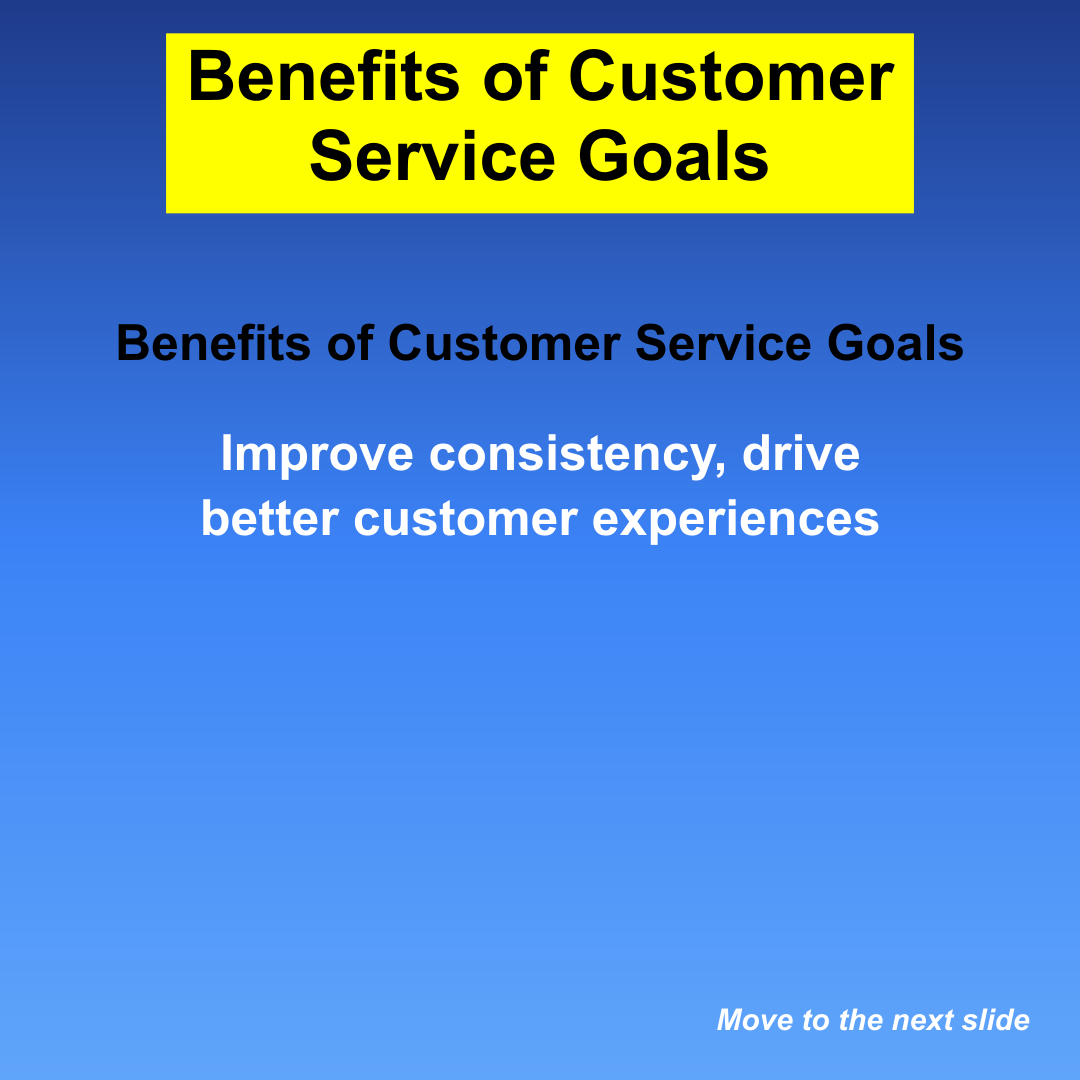 Benefits of Customer
Service Goals
Benefits of Customer Service Goals
Improve consistency, drive
better customer experiences
Move to the next slide